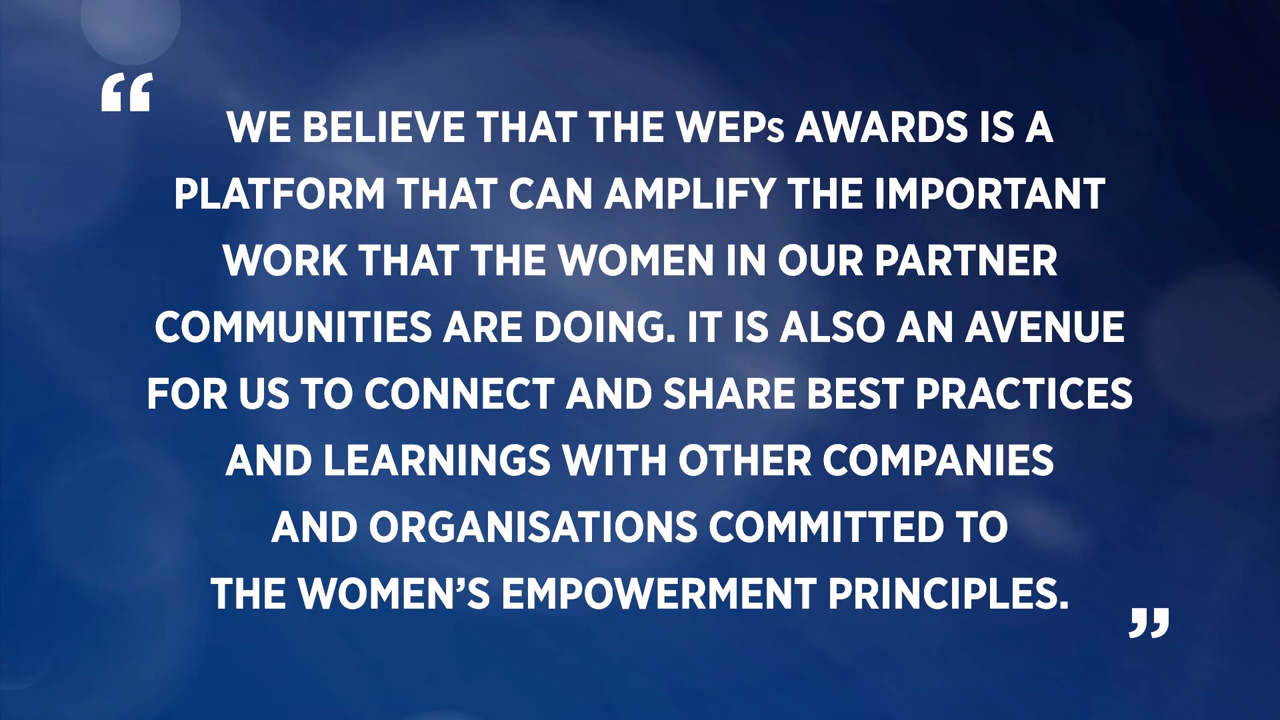 “
WE BELIEVE THAT THE WEPs AWARDS IS A
PLATFORM THAT CAN AMPLIFY THE IMPORTANT
WORK THAT THE WOMEN IN OUR PARTNER
COMMUNITIES ARE DOING. IT IS ALSO AN AVENUE
FOR US TO CONNECT AND SHARE BEST PRACTICES
AND LEARNINGS WITH OTHER COMPANIES
AND ORGANISATIONS COMMITTED TO
THE WOMEN’S EMPOWERMENT PRINCIPLES.
”